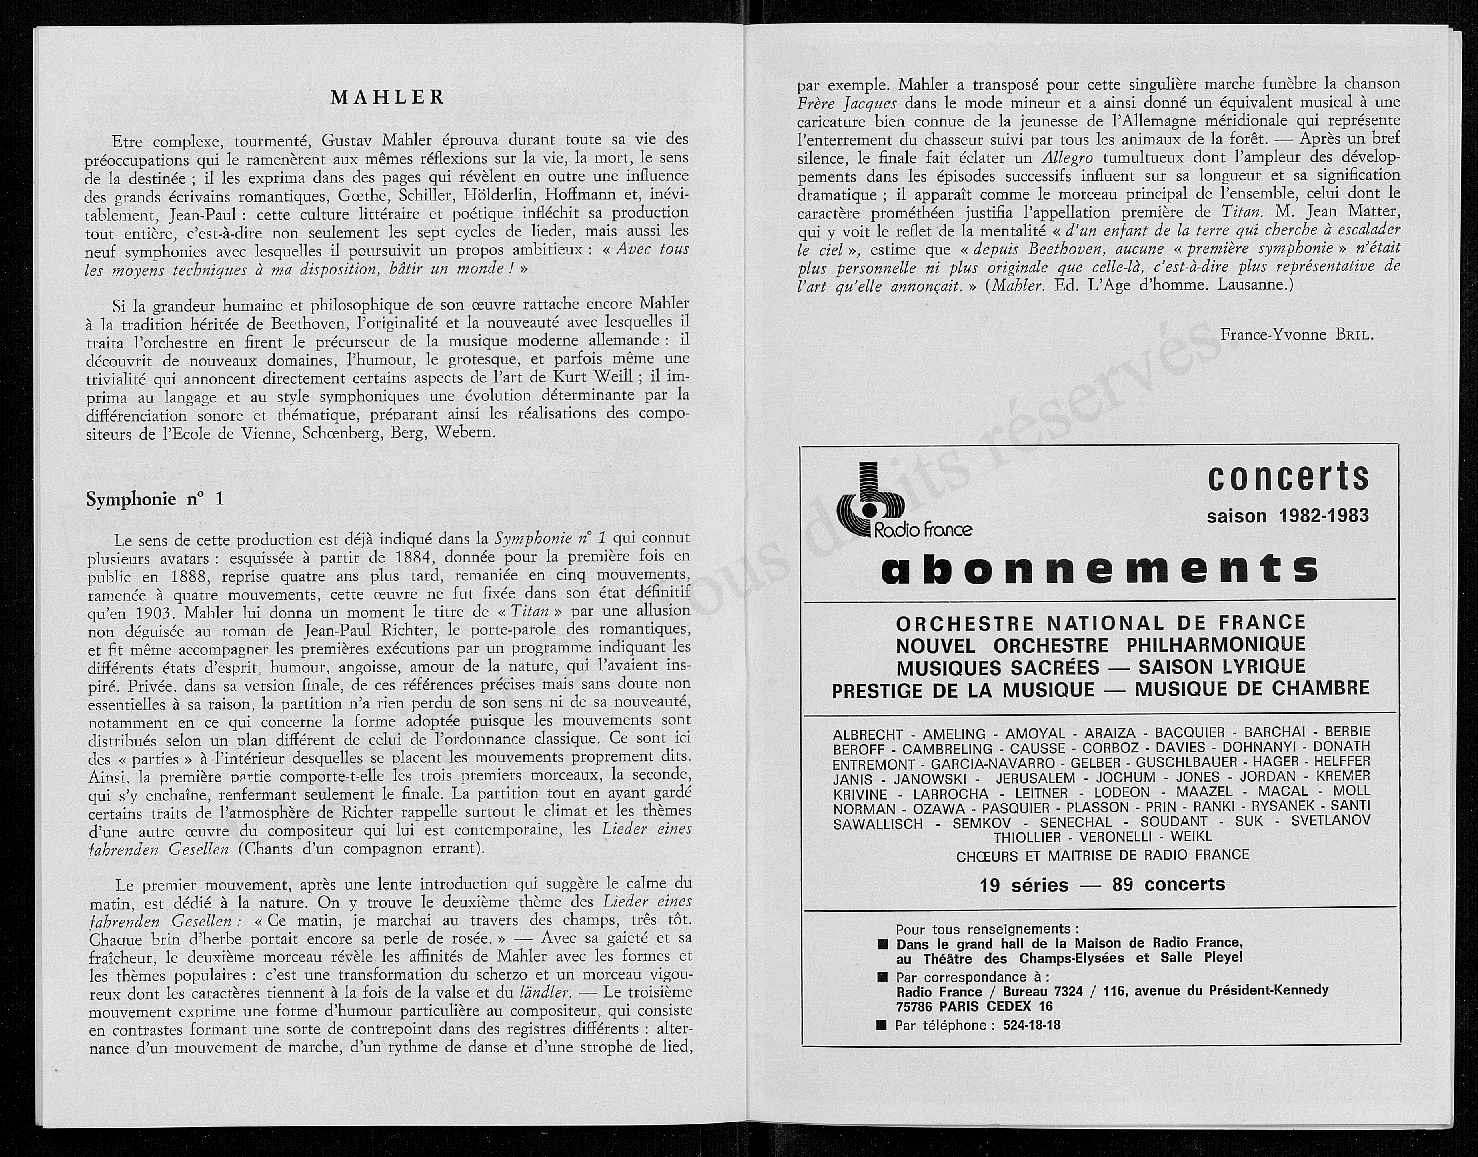 MAHLER
Etre complexe, tourmenté, Gustav Mahler éprouva durant toute sa vie des
préoccupations qui le ramenèrent aux mêmes réflexions sur la vie, la mort, le sens
de la destinée ; il les exprima dans des pages qui révèlent en outre une influence
des grands écrivains romantiques, Gœthe, Schiller, Hölderlin, Hoffmann et, inévi-
tablement, Jean-Paul : cette culture littéraire et poétique infléchit sa production
tout entière, c'est-à-dire non seulement les sept cycles de lieder, mais aussi les
neuf symphonies avec lesquelles il poursuivit un propos ambitieux : « Avec tous
les moyens techniques à ma disposition, bâtir un monde ! »
Si la grandeur humaine et philosophique de son œuvre rattache encore Mahler
à la tradition héritée de Beethoven, l'originalité et la nouveauté avec lesquelles il
traita l'orchestre en firent le précurseur de la musique moderne allemande : il
découvrit de nouveaux domaines, l'humour, le grotesque, et parfois même une
trivialité qui annoncent directement certains aspects de l'art de Kurt Weill ; il im-
prima au langage et au style symphoniques une évolution déterminante par la
différenciation sonore et thématique, préparant ainsi les réalisations des compo-
siteurs de l'Ecole de Vienne, Schœnberg, Berg, Webern.
Symphonie n° 1
Le sens de cette production est déjà indiqué dans la Symphonie n° 1 qui connut
plusieurs avatars : esquissée à partir de 1884, donnée pour la première fois en
public en 1888, reprise quatre ans plus tard, remaniée en cinq mouvements,
ramenée à quatre mouvements, cette œuvre ne fut fixée dans son état définitif
qu'en 1903. Mahler lui donna un moment le titre de « Titan » par une allusion
non déguisée au roman de Jean-Paul Richter, le porte-parole des romantiques,
et fit même accompagner les premières exécutions par un programme indiquant les
différents états d'esprit, humour, angoisse, amour de la nature, qui l'avaient ins-
piré. Privée, dans sa version finale, de ces références précises mais sans doute non
essentielles à sa raison, la partition n'a rien perdu de son sens ni de sa nouveauté,
notamment en ce qui concerne la forme adoptée puisque les mouvements sont
distribués selon un plan différent de celui de l'ordonnance classique. Ce sont ici
des « parties » à l'intérieur desquelles se placent les mouvements proprement dits.
Ainsi, la première partie comporte-t-elle les trois premiers morceaux, la seconde,
qui s'y enchaîne, renfermant seulement le finale. La partition tout en ayant gardé
certains traits de l'atmosphère de Richter rappelle surtout le climat et les thèmes
d'une autre œuvre du compositeur qui lui est contemporaine, les Lieder eines
fahrenden Gesellen (Chants d'un compagnon errant).
Le premier mouvement, après une lente introduction qui suggère le calme du
matin, est dédié à la nature. On y trouve le deuxième thème des Lieder eines
fahrenden Gesellen : « Ce matin, je marchai au travers des champs, très tôt.
Chaque brin d'herbe portait encore sa perle de rosée. » — Avec sa gaieté et sa
fraîcheur, le deuxième morceau révèle les affinités de Mahler avec les formes et
les thèmes populaires : c'est une transformation du scherzo et un morceau vigou-
reux dont les caractères tiennent à la fois de la valse et du ländler. — Le troisième
mouvement exprime une forme d'humour particulière au compositeur, qui consiste
en contrastes formant une sorte de contrepoint dans des registres différents : alter-
nance d'un mouvement de marche, d'un rythme de danse et d'une strophe de lied,
par exemple. Mahler a transposé pour cette singulière marche funèbre la chanson
Frère Jacques dans le mode mineur et a ainsi donné un équivalent musical à une
caricature bien connue de la jeunesse de l'Allemagne méridionale qui représente
l'enterrement du chasseur suivi par tous les animaux de la forêt. — Après un bref
silence, le finale fait éclater un Allegro tumultueux dont l'ampleur des dévelop-
pements dans les épisodes successifs influent sur sa longueur et sa signification
dramatique ; il apparaît comme le morceau principal de l'ensemble, celui dont le
caractère prométhéen justifia l'appellation première de Titan. M. Jean Matter,
qui y voit le reflet de la mentalité « d'un enfant de la terre qui cherche à escalader
le ciel », estime que « depuis Beethoven, aucune « première symphonie » n'était
plus personnelle ni plus originale que celle-là, c'est-à-dire plus représentative de
l'art qu'elle annonçait. » (Mahler. Ed. L'Age d'homme. Lausanne.)
France-Yvonne BRIL.
Radio France
concerts
saison 1982-1983
abonnements
ORCHESTRE NATIONAL DE FRANCE
NOUVEL ORCHESTRE PHILHARMONIQUE
MUSIQUES SACRÉES — SAISON LYRIQUE
PRESTIGE DE LA MUSIQUE — MUSIQUE DE CHAMBRE
ALBRECHT - AMELING - AMOYAL - ARAIZA - BACQUIER - BARCHAI - BERBIE
BEROFF - CAMBRELING - CAUSSE - CORBOZ - DAVIES - DOHNANYI - DONATH
ENTREMONT - GARCIA-NAVARRO - GELBER - GUSCHLBAUER - HAGER - HELFFER
JANIS - JANOWSKI - JERUSALEM - JOCHUM - JONES - JORDAN - KREMER
KRIVINE - LARROCHA - LEITNER - LODEON - MAAZEL - MACAL - MOLL
NORMAN - OZAWA - PASQUIER - PLASSON - PRIN - RANKI - RYSANEK - SANTI
SAWALLISCH - SEMKOV - SENECHAL - SOUDANT - SUK - SVETLANOV
THIOLLIER - VERONELLI - WEIKL
CHŒURS ET MAITRISE DE RADIO FRANCE
19 séries — 89 concerts
Pour tous renseignements :
■ Dans le grand hall de la Maison de Radio France,
au Théâtre des Champs-Elysées et Salle Pleyel
■ Par correspondance à :
Radio France / Bureau 7324 / 116, avenue du Président-Kennedy
75786 PARIS CEDEX 16
■ Par téléphone : 524-18-18